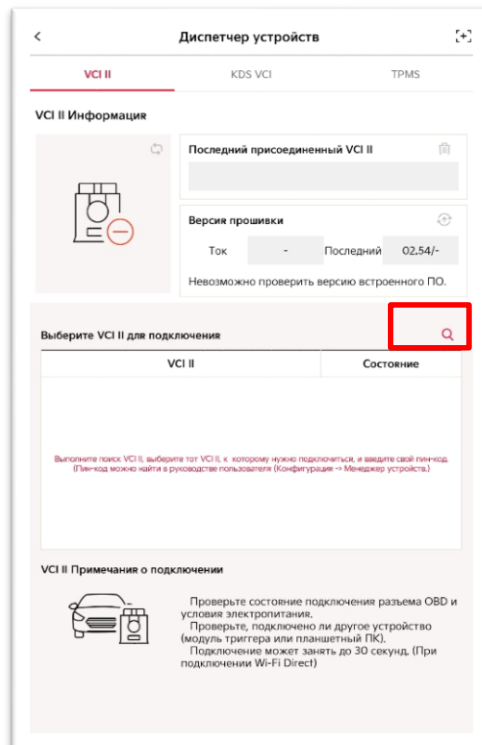 Диспетчер устройств
VCI II KDS VCI TPMS
VCI II Информация
Последний присоединенный VCI II
Версия прошивки
Ток - Последний 02.54/-
Невозможно проверить версию встроенного ПО.
Выберите VCI II для подключения
VCI II Состояние
Выполните поиск VCI II, выберите тот VCI II, к которому нужно подключиться, и введите свой пин-код.
(Пин-код можно найти в руководстве пользователя (Конфигурация -> Менеджер устройств.)
VCI II Примечания о подключении
Проверьте состояние подключения разъема OBD и
условия электропитания.
Проверьте, подключено ли другое устройство
(модуль триггера или планшетный ПК).
Подключение может занять до 30 секунд. (При
подключении Wi-Fi Direct)